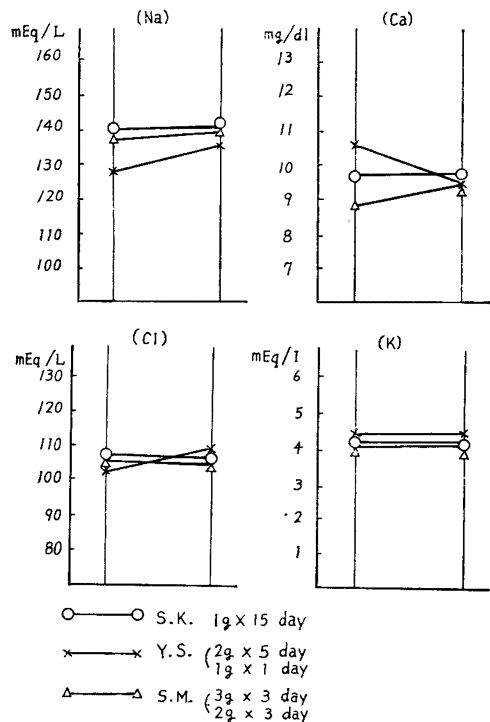 mEq/L (Na)
160
150
140
130
120
110
100
mg/dl (Ca)
13
12
11
10
9
8
7
mEq/L (Cl)
130
120
110
100
90
80
mEq/l (K)
6
5
4
3
2
1
S.K. 1g x 15 day
Y.S. (2g x 5 day
1g x 1 day
S.M. (3g x 3 day
2g x 3 day